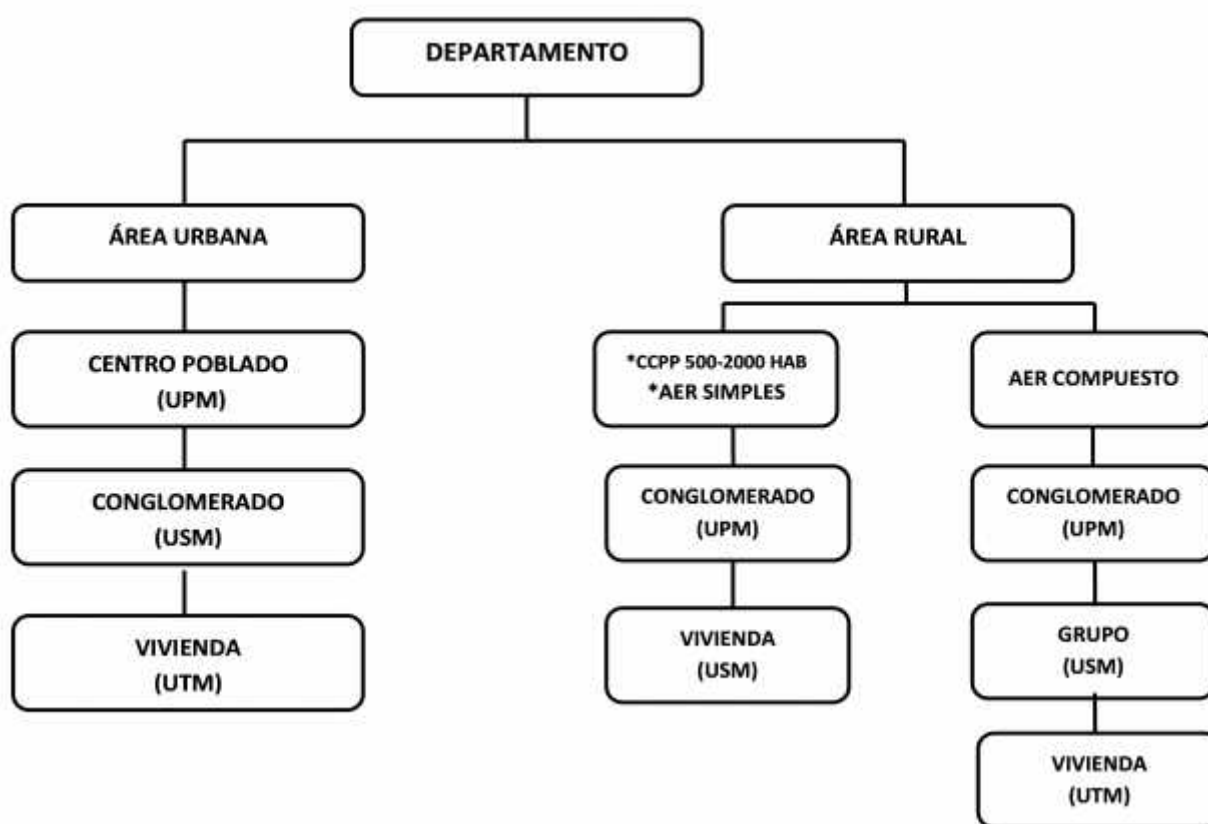 DEPARTAMENTO
ÁREA URBANA
CENTRO POBLADO
(UPM)
CONGLOMERADO
(USM)
VIVIENDA
(UTM)
ÁREA RURAL
*CCPP 500-2000 HAB
*AER SIMPLES
CONGLOMERADO
(UPM)
VIVIENDA
(USM)
AER COMPUESTO
CONGLOMERADO
(UPM)
GRUPO
(USM)
VIVIENDA
(UTM)